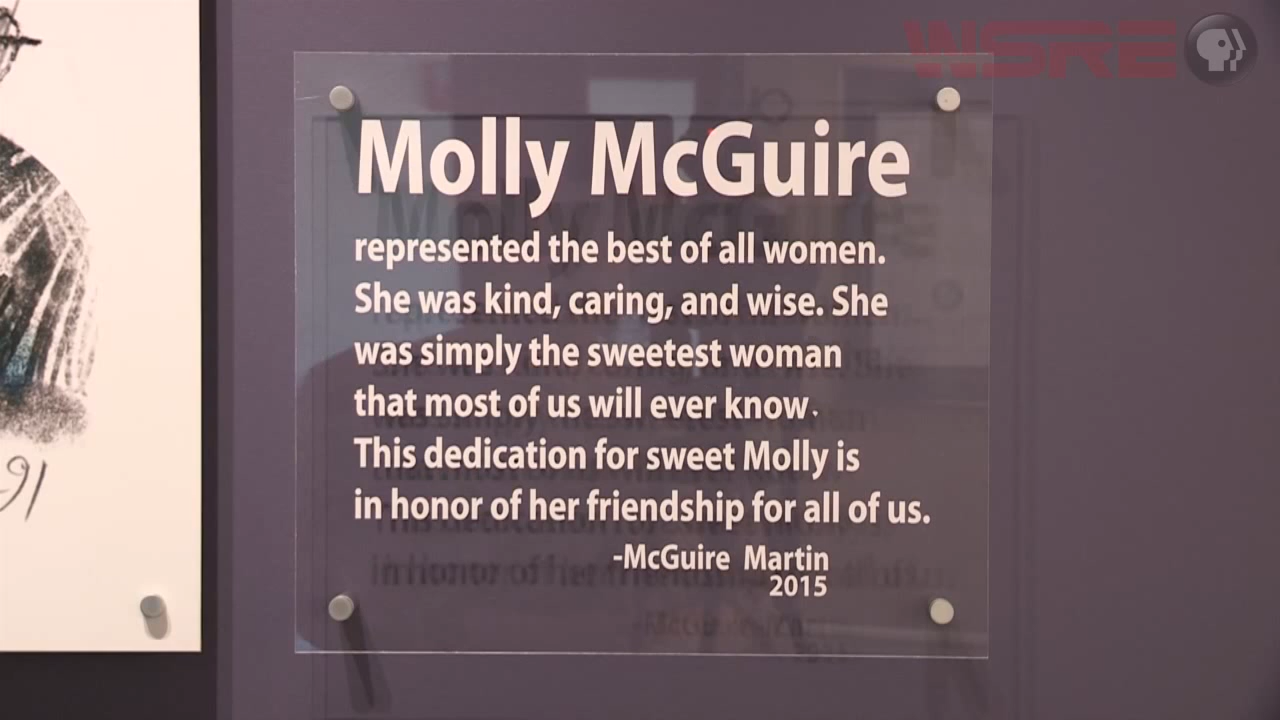 WSRE
Molly McGuire
represented the best of all women.
She was kind, caring, and wise. She
was simply the sweetest woman
that most of us will ever know.
This dedication for sweet Molly is
in honor of her friendship for all of us.
-McGuire Martin
2015
91